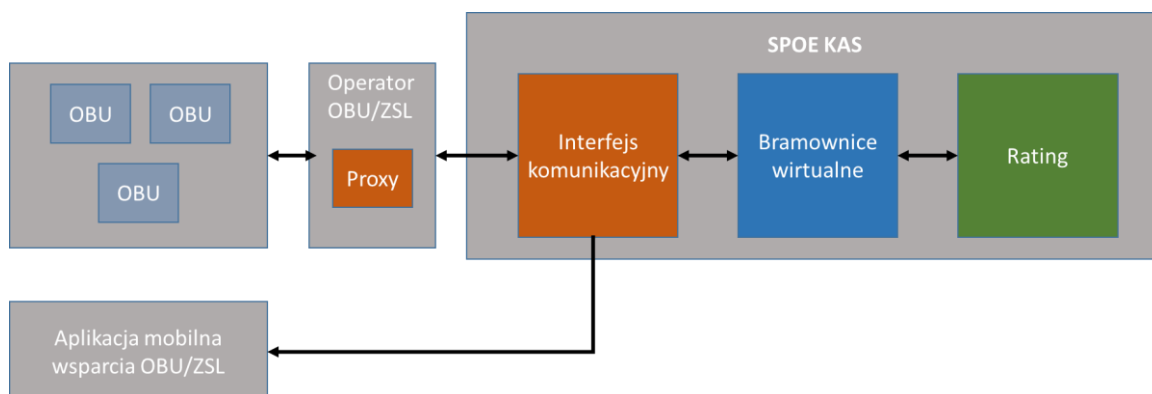 SPOE KAS
OBU
OBU
OBU
Operator
OBU/ZSL
Proxy
Interfejs
komunikacyjny
Bramownice
wirtualne
Rating
Aplikacja mobilna
wsparcia OBU/ZSL